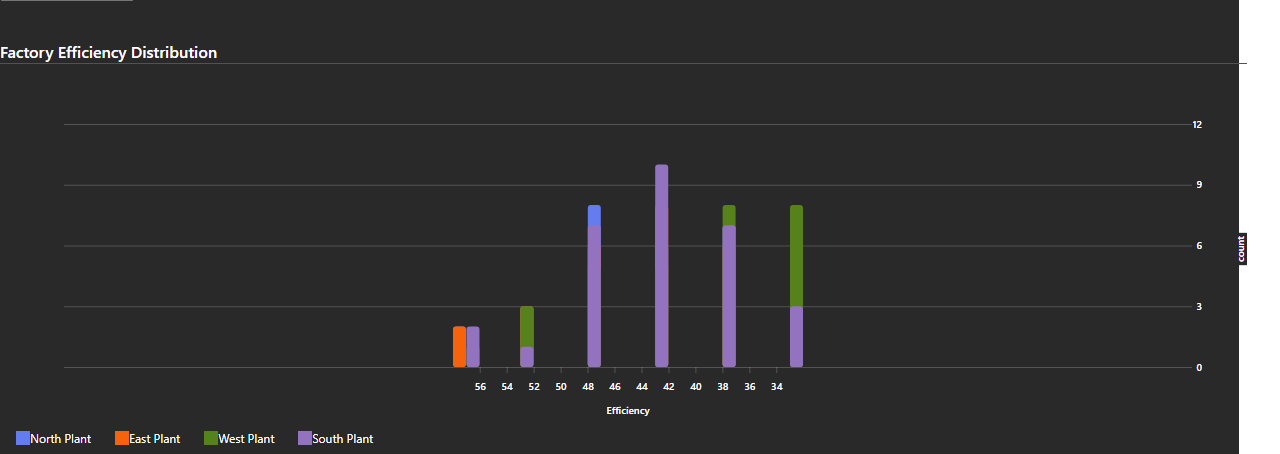 Factory Efficiency Distribution
12
9
6
3
0
count
56 54 52 50 48 46 44 42 40 38 36 34
Efficiency
North Plant East Plant West Plant South Plant